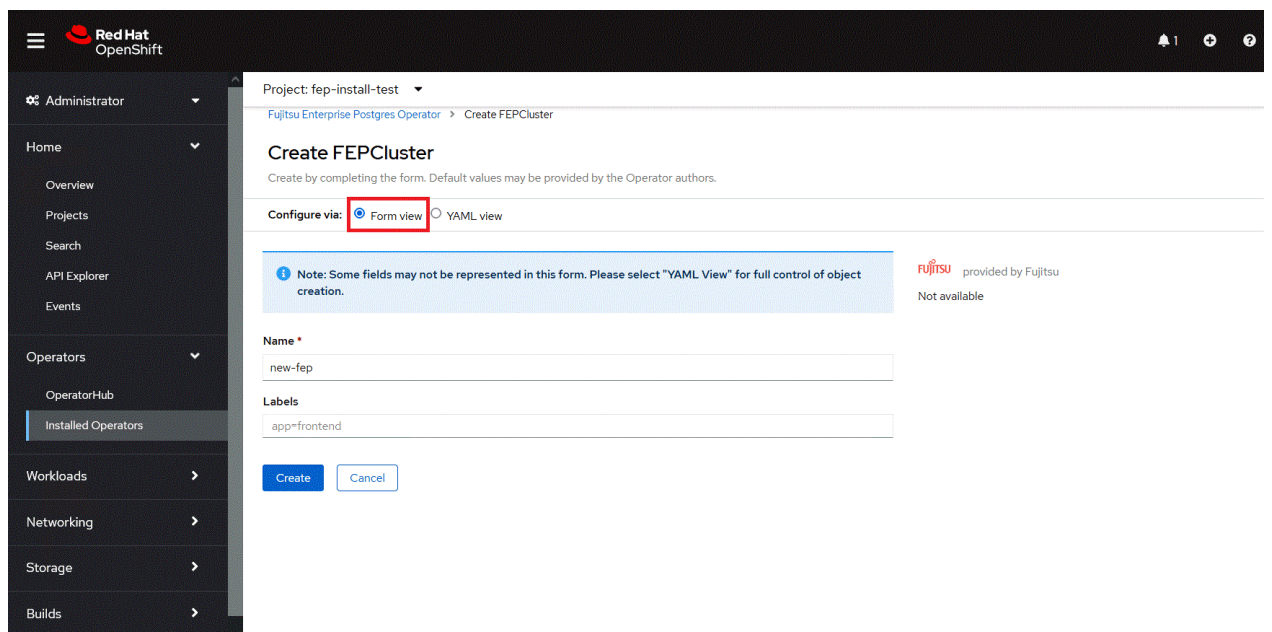 Red Hat
OpenShift
1
Administrator
Home
Overview
Projects
Search
API Explorer
Events
Operators
OperatorHub
Installed Operators
Workloads
Networking
Storage
Builds
Project: fep-install-test
Fujitsu Enterprise Postgres Operator > Create FEPCluster
Create FEPCluster
Create by completing the form. Default values may be provided by the Operator authors.
Configure via: Form view YAML view
Note: Some fields may not be represented in this form. Please select "YAML View" for full control of object
creation.
FUJITSU provided by Fujitsu
Not available
Name *
new-fep
Labels
app=frontend
Create Cancel